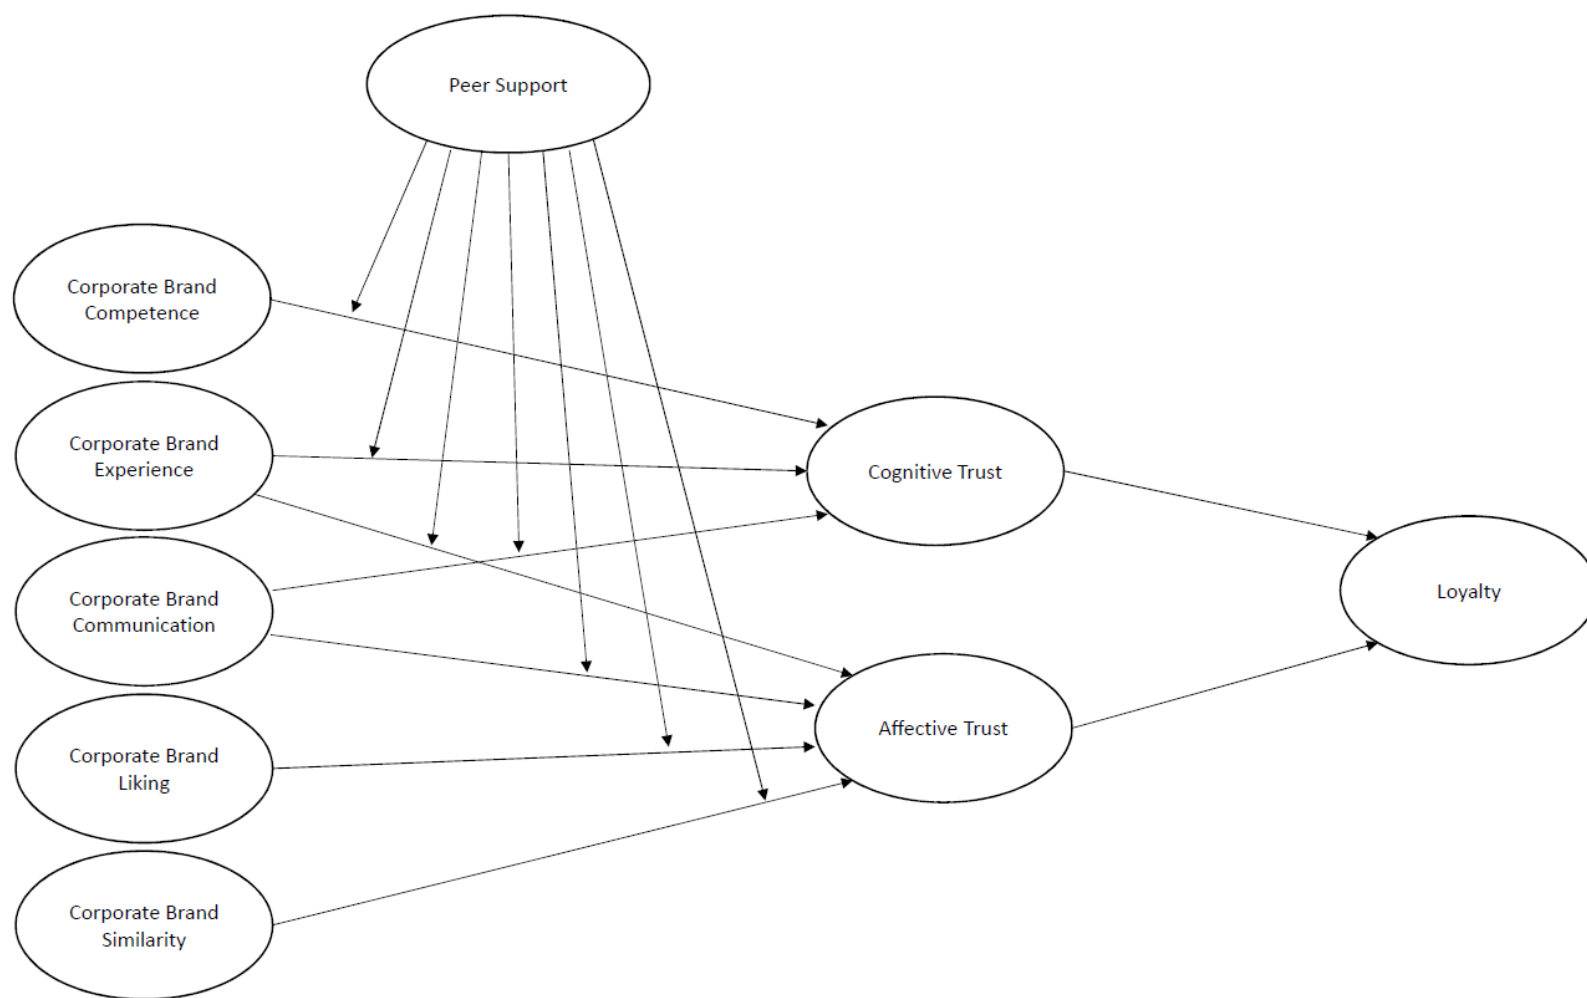 Peer Support
Corporate Brand
Competence
Corporate Brand
Experience
Cognitive Trust
Corporate Brand
Communication
Loyalty
Affective Trust
Corporate Brand
Liking
Corporate Brand
Similarity